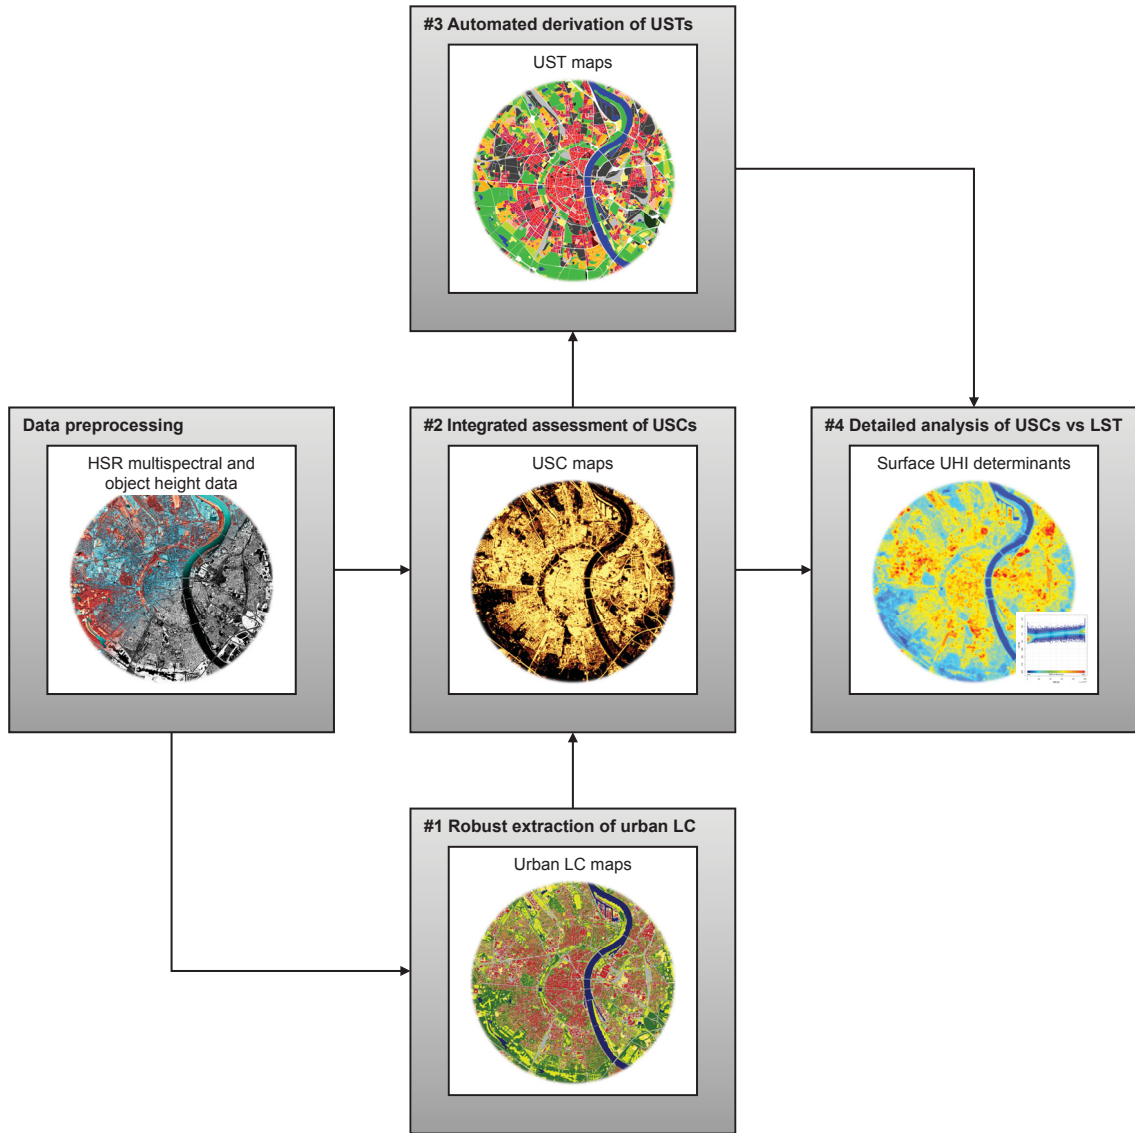 #3 Automated derivation of USTs
UST maps
Data preprocessing
HSR multispectral and
object height data
#2 Integrated assessment of USCs
USC maps
#4 Detailed analysis of USCs vs LST
Surface UHI determinants
#1 Robust extraction of urban LC
Urban LC maps